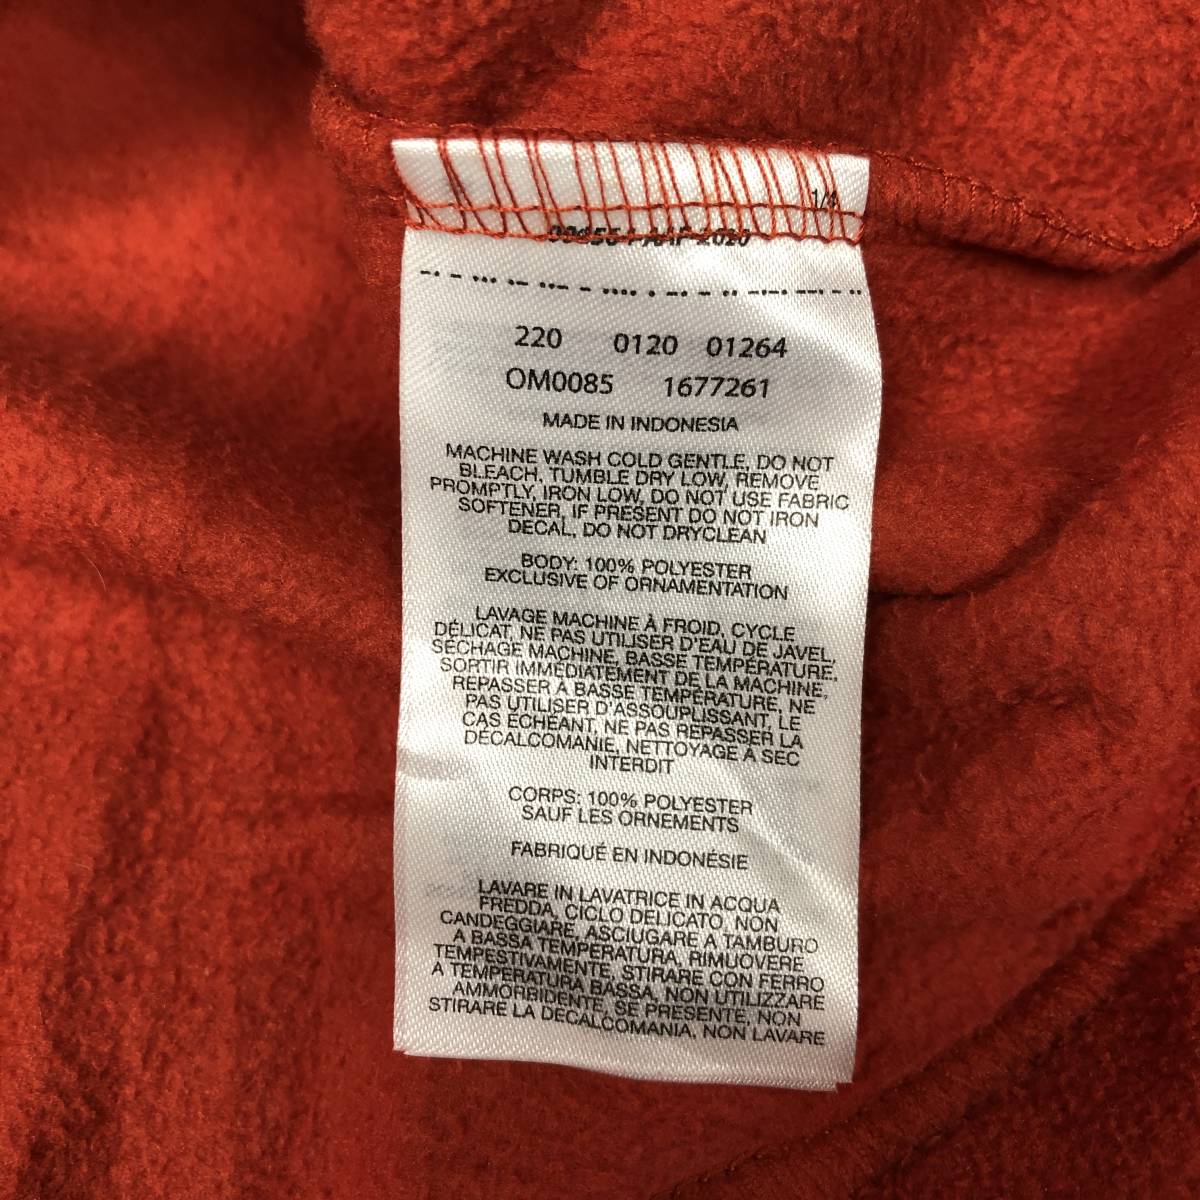 1/4
2020
220 0120 01264
OM0085 1677261
MADE IN INDONESIA
MACHINE WASH COLD GENTLE, DO NOT
BLEACH, TUMBLE DRY LOW, REMOVE
PROMPTLY, IRON LOW, DO NOT USE FABRIC
SOFTENER, IF PRESENT DO NOT IRON
DECAL, DO NOT DRYCLEAN
BODY: 100% POLYESTER
EXCLUSIVE OF ORNAMENTATION
LAVAGE MACHINE À FROID, CYCLE
DÉLICAT, NE PAS UTILISER D'EAU DE JAVEL,
SÉCHAGE MACHINE, BASSE TEMPÉRATURE,
SORTIR IMMÉDIATEMENT DE LA MACHINE,
REPASSER À BASSE TEMPÉRATURE, NE
PAS UTILISER D'ASSOUPLISSANT, LE
CAS ÉCHÉANT, NE PAS REPASSER LA
DÉCALCOMANIE, NETTOYAGE À SEC
INTERDIT
CORPS: 100% POLYESTER
SAUF LES ORNEMENTS
FABRIQUÉ EN INDONÉSIE
LAVARE IN LAVATRICE IN ACQUA
FREDDA, CICLO DELICATO, NON
CANDEGGIARE, ASCIUGARE A TAMBURO
A BASSA TEMPERATURA, RIMUOVERE
TEMPESTIVAMENTE, STIRARE CON FERRO
A TEMPERATURA BASSA, NON UTILIZZARE
AMMORBIDENTE, SE PRESENTE, NON
STIRARE LA DECALCOMANIA, NON LAVARE